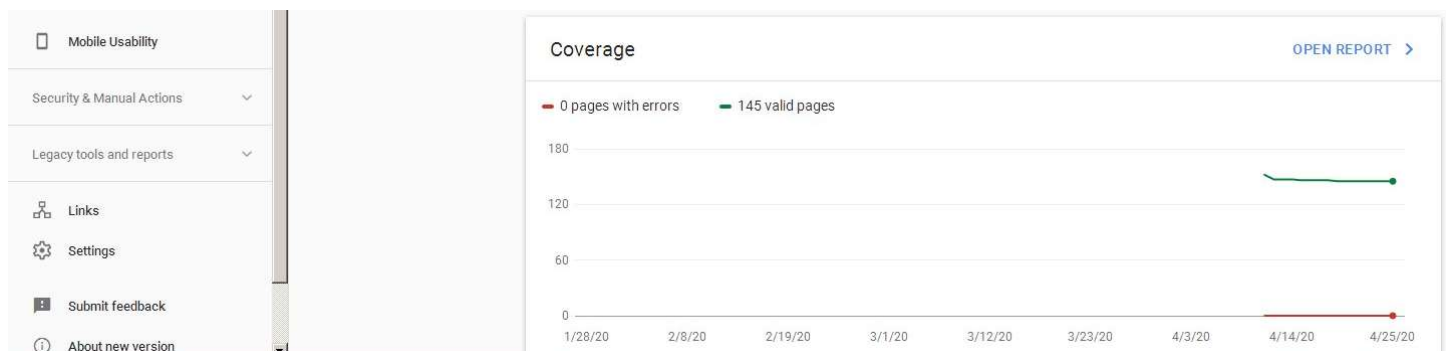 Mobile Usability
Security & Manual Actions
Legacy tools and reports
Links
Settings
Submit feedback
About new version
Coverage
OPEN REPORT
0 pages with errors
145 valid pages
180
120
60
0
1/28/20 2/8/20 2/19/20 3/1/20 3/12/20 3/23/20 4/3/20 4/14/20 4/25/20